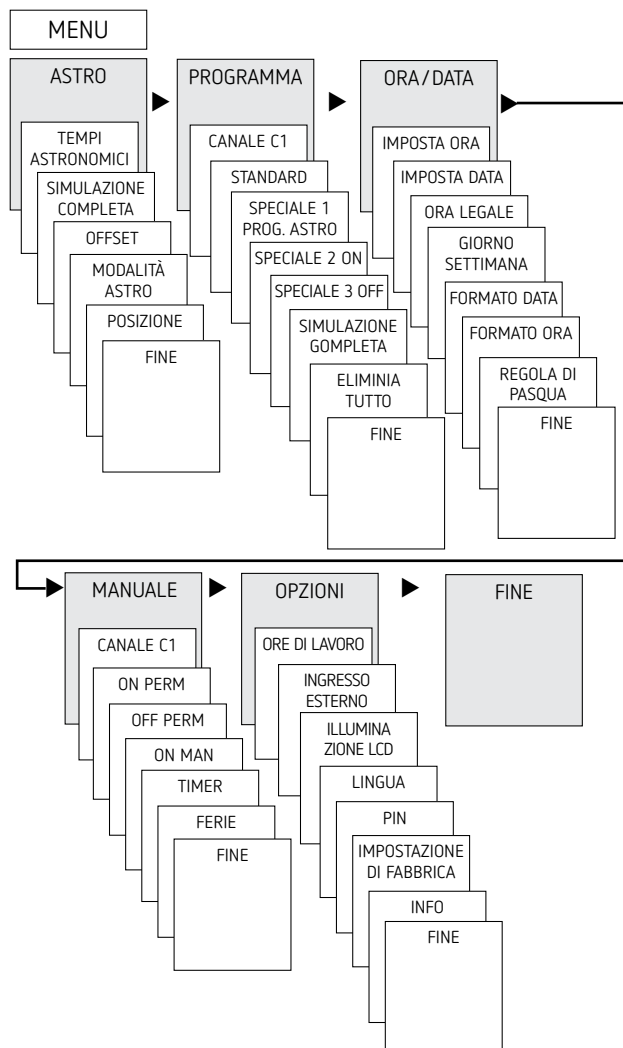 MENU
ASTRO
TEMPI
ASTRONOMICI
SIMULAZIONE
COMPLETA
OFFSET
MODALITÀ
ASTRO
POSIZIONE
FINE
PROGRAMMA
CANALE C1
STANDARD
SPECIALE 1
PROG. ASTRO
SPECIALE 2 ON
SPECIALE 3 OFF
SIMULAZIONE
GOMPLETA
ELIMINIA
TUTTO
FINE
ORA/DATA
IMPOSTA ORA
IMPOSTA DATA
ORA LEGALE
GIORNO
SETTIMANA
FORMATO DATA
FORMATO ORA
REGOLA DI
PASQUA
FINE
MANUALE
CANALE C1
ON PERM
OFF PERM
ON MAN
TIMER
FERIE
FINE
OPZIONI
ORE DI LAVORO
INGRESSO
ESTERNO
ILLUMINA
ZIONE LCD
LINGUA
PIN
IMPOSTAZIONE
DI FABBRICA
INFO
FINE
FINE